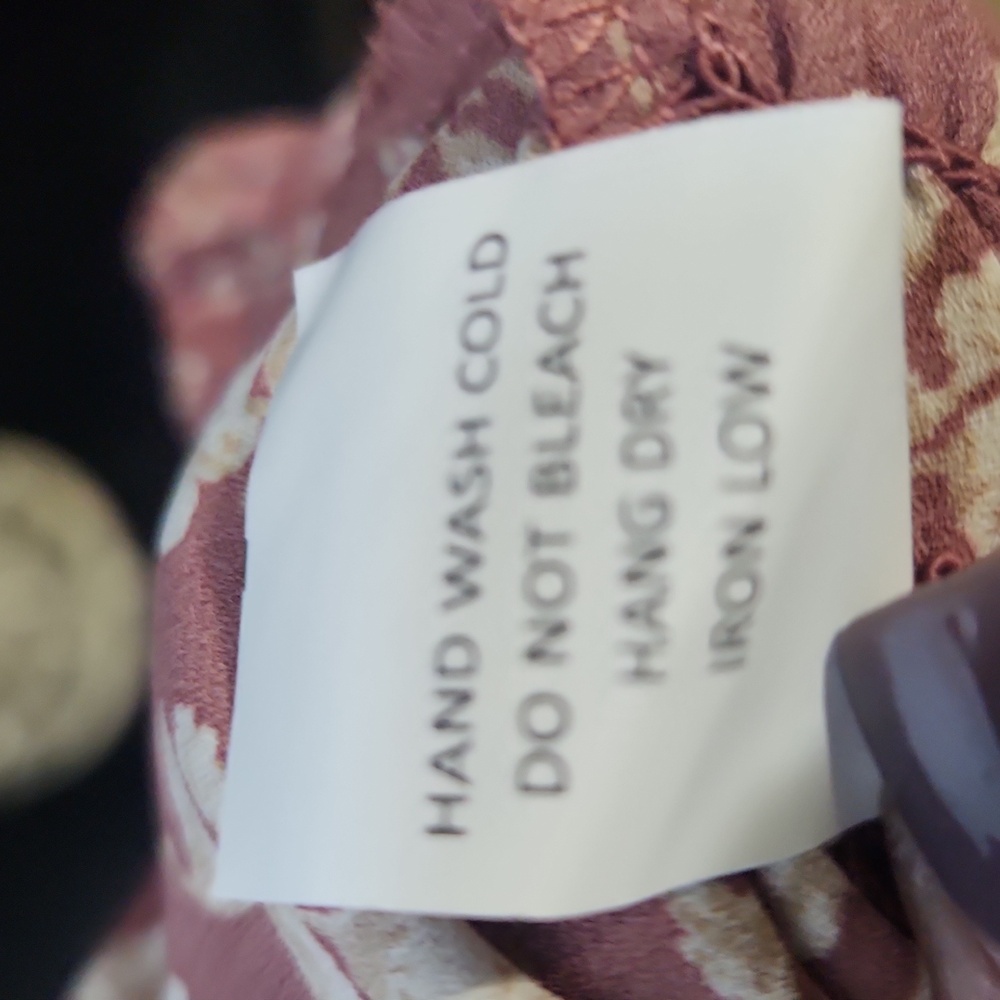 HAND WASH COLD
DO NOT BLEACH
HANG DRY
IRON LOW